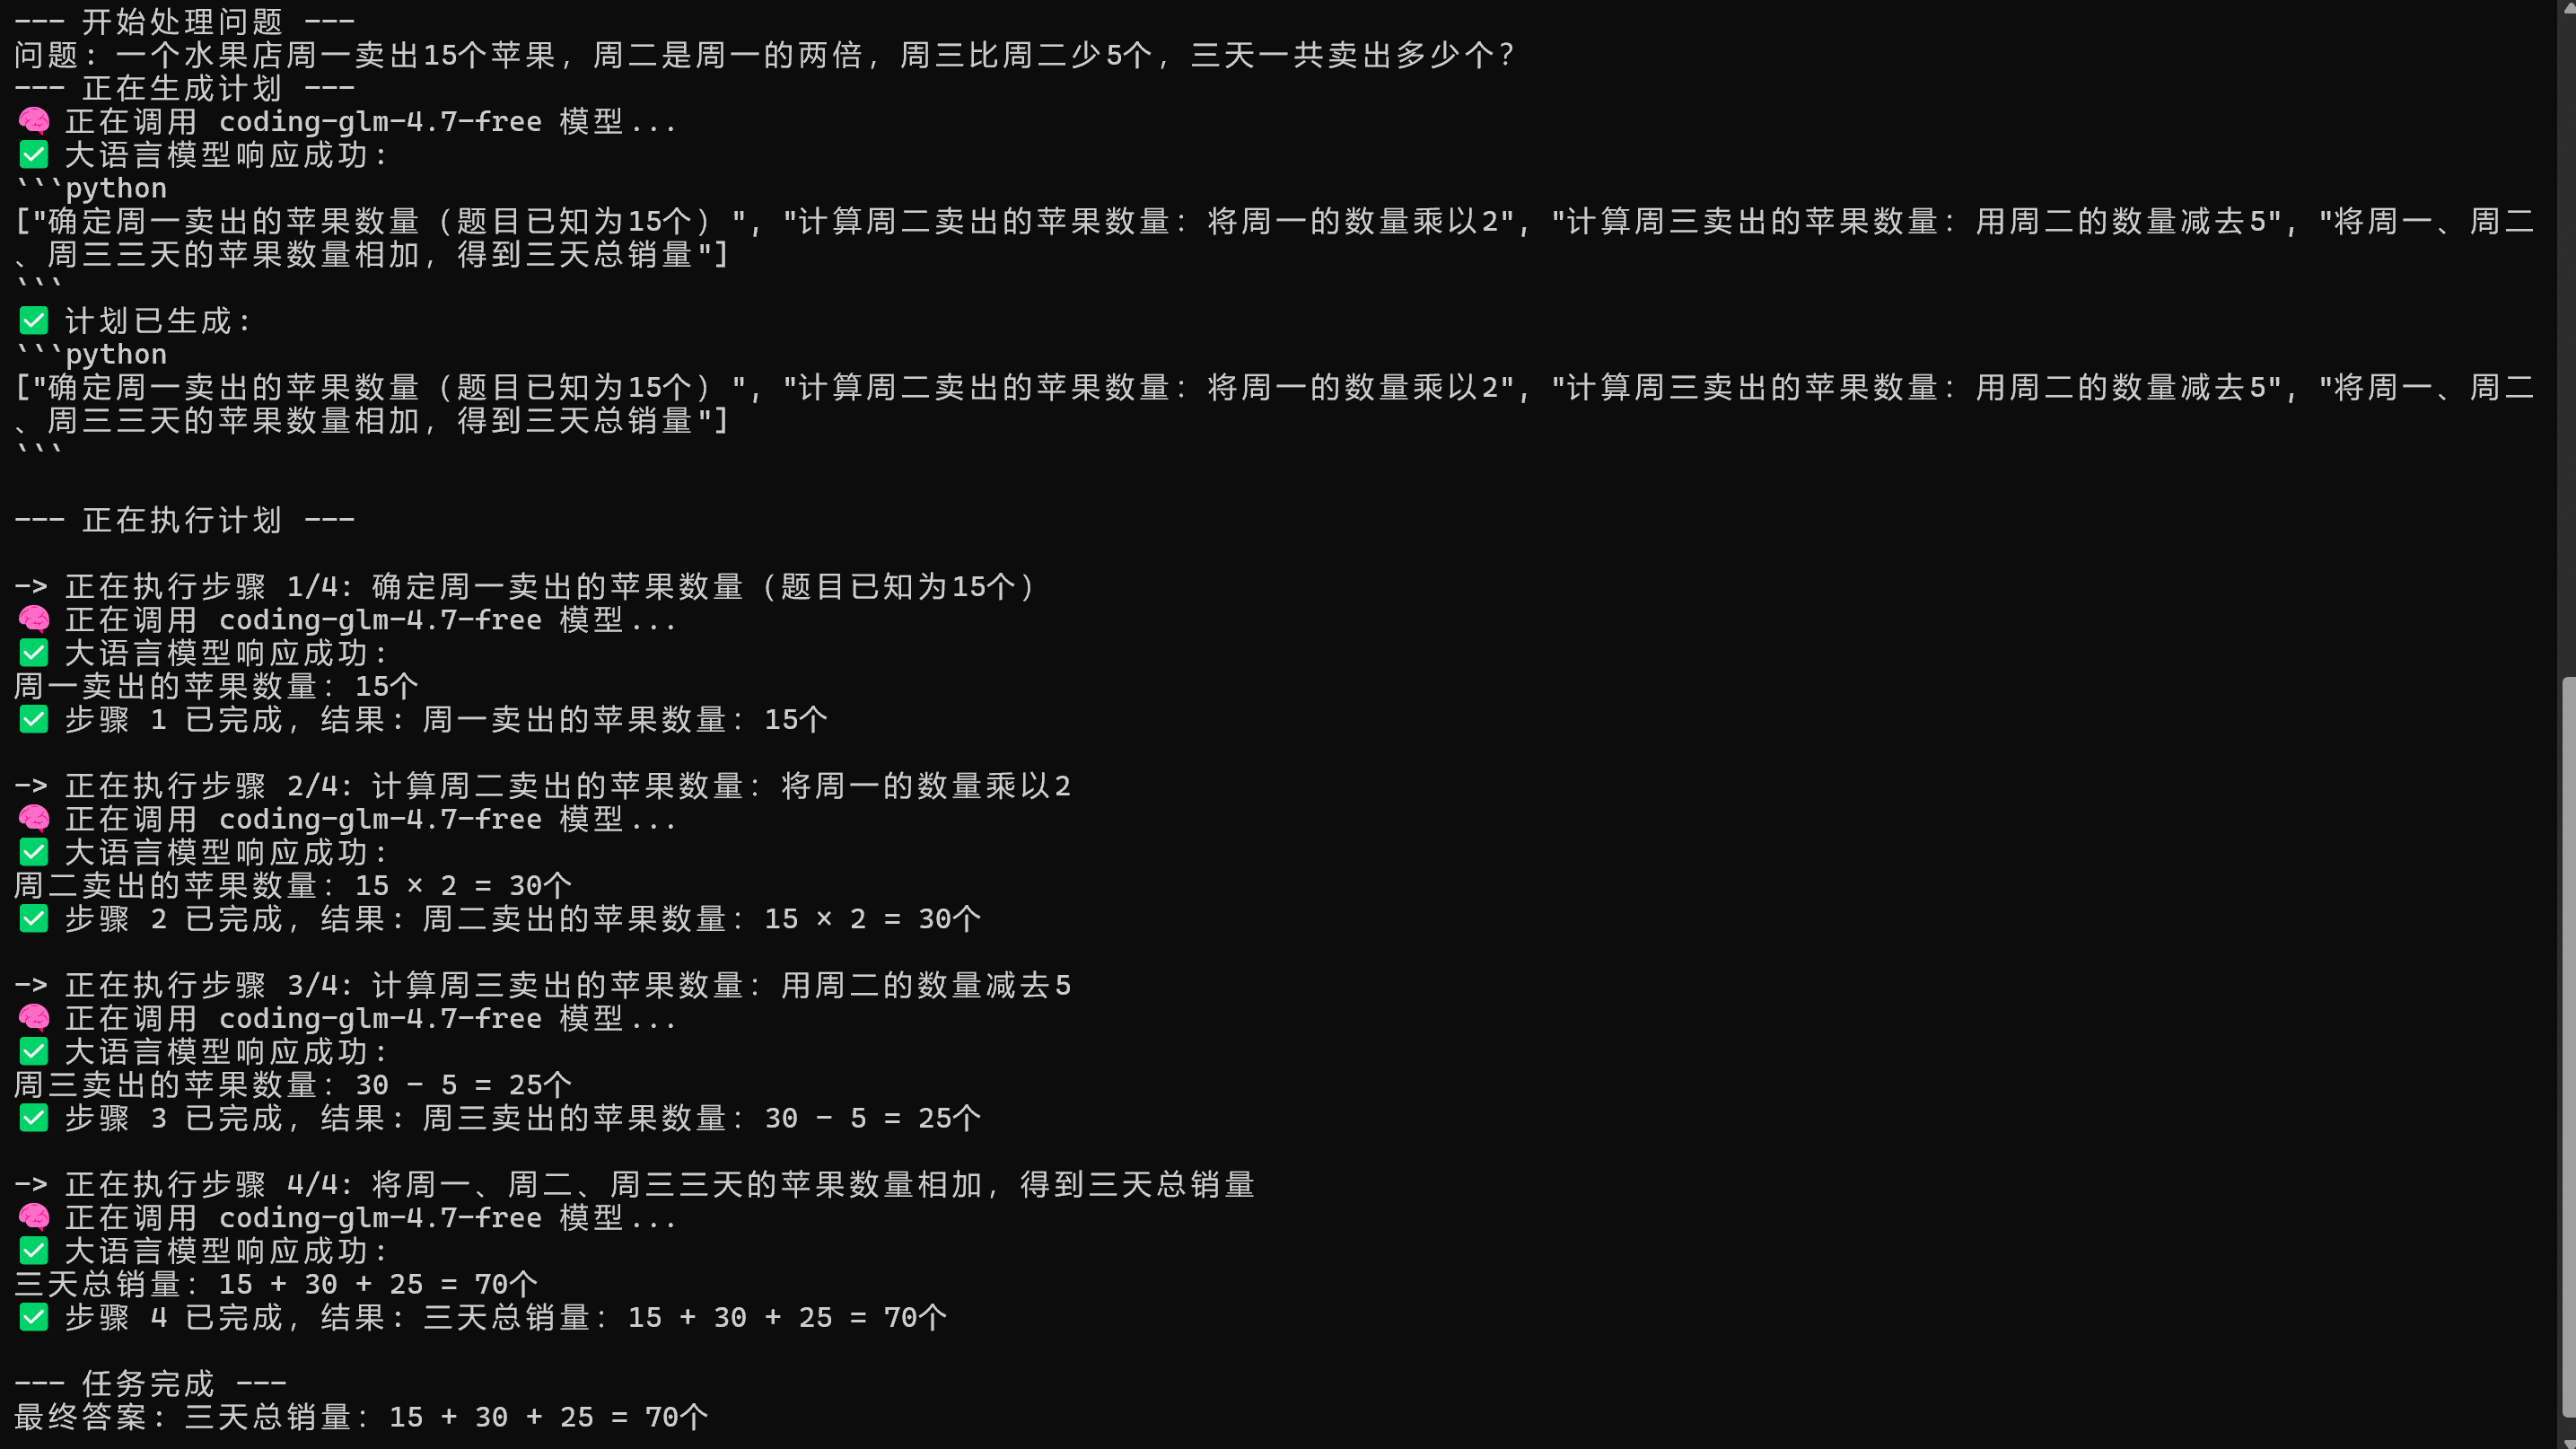 --- 开始处理问题 ---
问题: 一个水果店周一卖出15个苹果，周二是周一的两倍，周三比周二少5个，三天一共卖出多少个？
--- 正在生成计划 ---
🧠 正在调用 coding-glm-4.7-free 模型...
✅ 大语言模型响应成功:
```python
["确定周一卖出的苹果数量（题目已知为15个）", "计算周二卖出的苹果数量：将周一的数量乘以2", "计算周三卖出的苹果数量：用周二的数量减去5", "将周一、周二
、周三三天的苹果数量相加，得到三天总销量"]
```
✅ 计划已生成:
```python
["确定周一卖出的苹果数量（题目已知为15个）", "计算周二卖出的苹果数量：将周一的数量乘以2", "计算周三卖出的苹果数量：用周二的数量减去5", "将周一、周二
、周三三天的苹果数量相加，得到三天总销量"]
```
--- 正在执行计划 ---
-> 正在执行步骤 1/4: 确定周一卖出的苹果数量（题目已知为15个）
🧠 正在调用 coding-glm-4.7-free 模型...
✅ 大语言模型响应成功:
周一卖出的苹果数量：15个
✅ 步骤 1 已完成，结果: 周一卖出的苹果数量：15个
-> 正在执行步骤 2/4: 计算周二卖出的苹果数量：将周一的数量乘以2
🧠 正在调用 coding-glm-4.7-free 模型...
✅ 大语言模型响应成功:
周二卖出的苹果数量：15 × 2 = 30个
✅ 步骤 2 已完成，结果: 周二卖出的苹果数量：15 × 2 = 30个
-> 正在执行步骤 3/4: 计算周三卖出的苹果数量：用周二的数量减去5
🧠 正在调用 coding-glm-4.7-free 模型...
✅ 大语言模型响应成功:
周三卖出的苹果数量：30 - 5 = 25个
✅ 步骤 3 已完成，结果: 周三卖出的苹果数量：30 - 5 = 25个
-> 正在执行步骤 4/4: 将周一、周二、周三三天的苹果数量相加，得到三天总销量
🧠 正在调用 coding-glm-4.7-free 模型...
✅ 大语言模型响应成功:
三天总销量：15 + 30 + 25 = 70个
✅ 步骤 4 已完成，结果: 三天总销量：15 + 30 + 25 = 70个
--- 任务完成 ---
最终答案: 三天总销量：15 + 30 + 25 = 70个